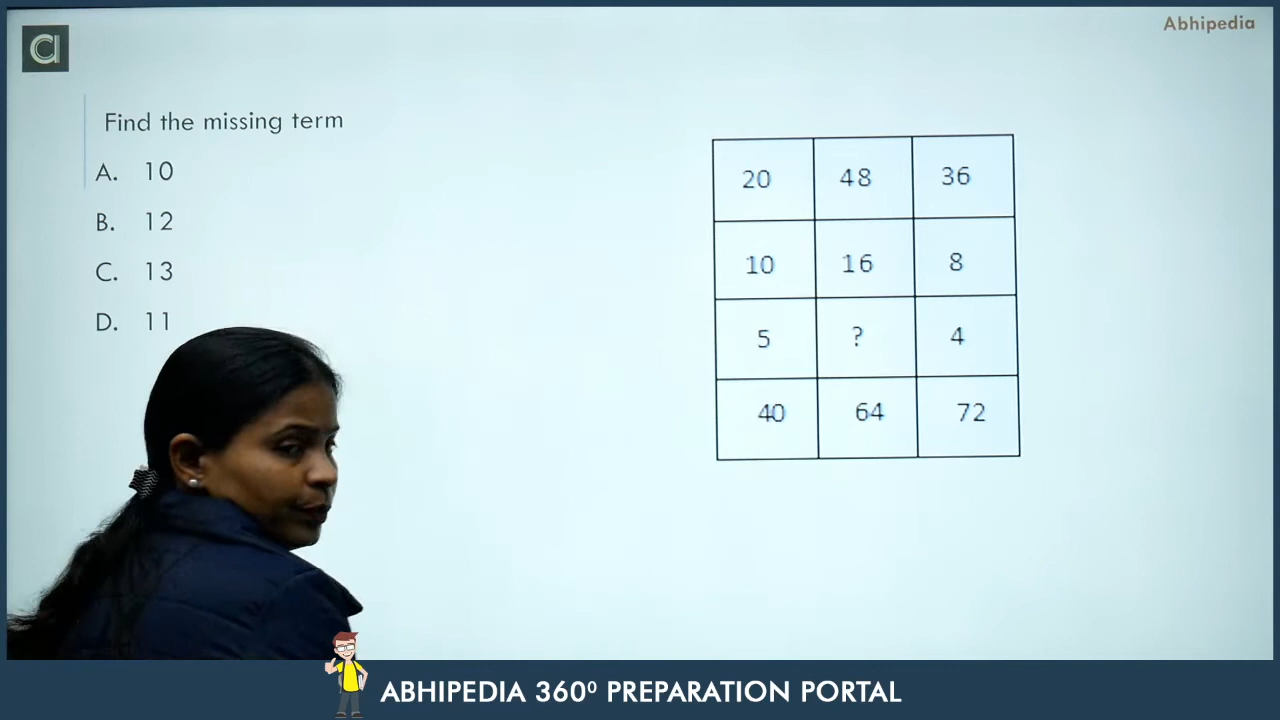 Abhipedia
Find the missing term
A. 10
B. 12
C. 13
D. 11
20 48 36
10 16 8
5 ? 4
40 64 72
ABHIPEDIA 360⁰ PREPARATION PORTAL